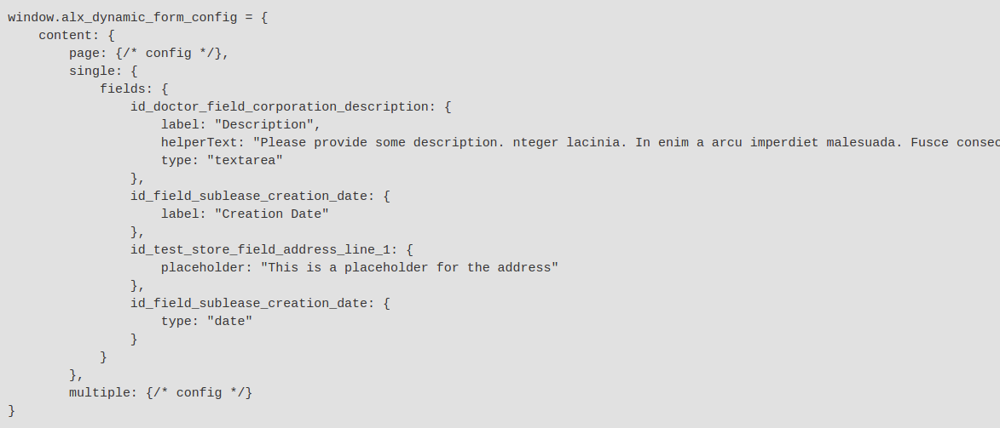 window.alx_dynamic_form_config = {
    content: {
        page: {/* config */},
        single: {
            fields: {
                id_doctor_field_corporation_description: {
                    label: "Description",
                    helperText: "Please provide some description. nteger lacinia. In enim a arcu imperdiet malesuada. Fusce consec
                    type: "textarea"
                },
                id_field_sublease_creation_date: {
                    label: "Creation Date"
                },
                id_test_store_field_address_line_1: {
                    placeholder: "This is a placeholder for the address"
                },
                id_field_sublease_creation_date: {
                    type: "date"
                }
            }
        },
        multiple: {/* config */}
}